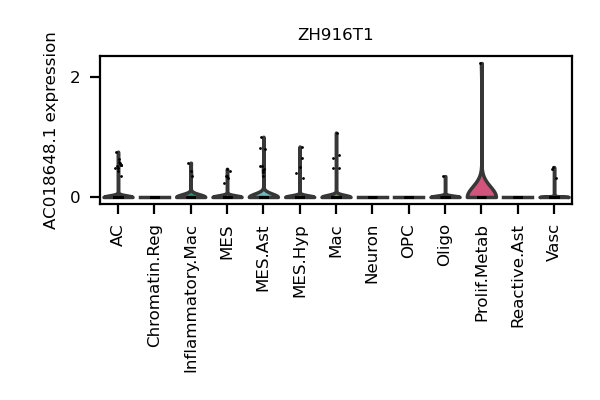 ZH916T1
AC018648.1 expression
2
0
AC
Chromatin.Reg
Inflammatory.Mac
MES
MES.Ast
MES.Hyp
Mac
Neuron
OPC
Oligo
Prolif.Metab
Reactive.Ast
Vasc